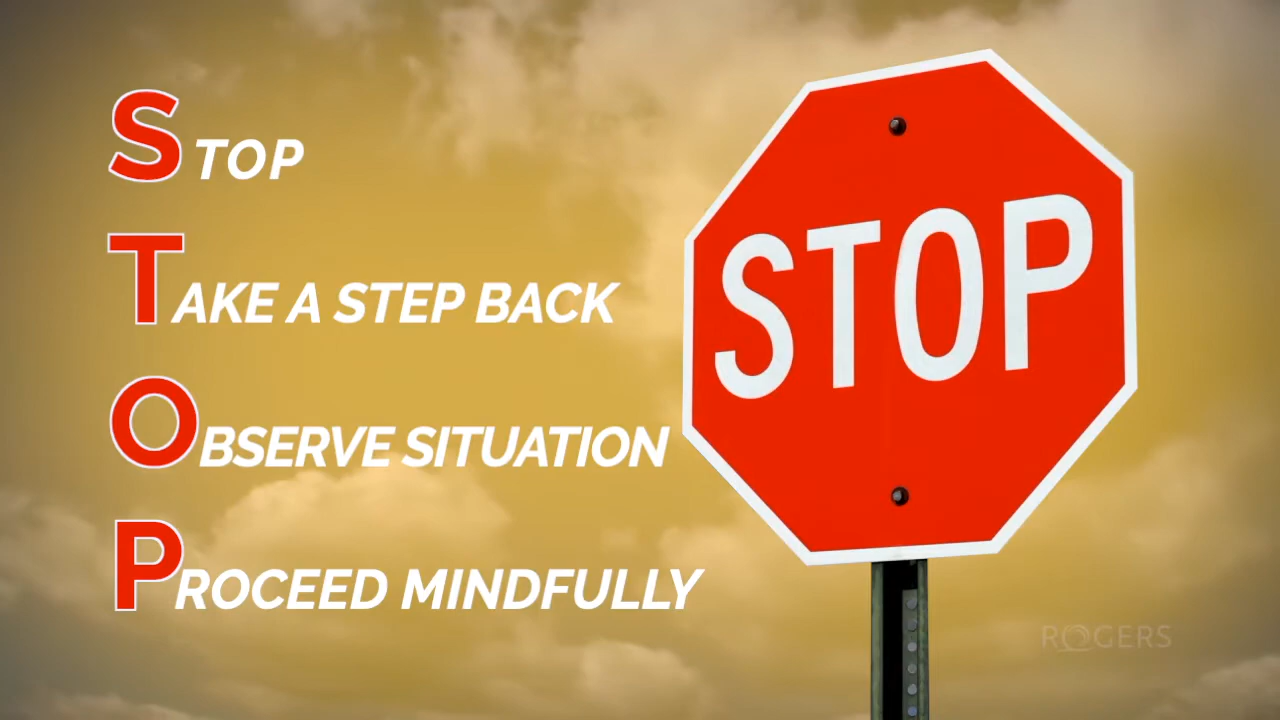 STOP
TAKE A STEP BACK
OBSERVE SITUATION
PROCEED MINDFULLY
STOP
ROGERS